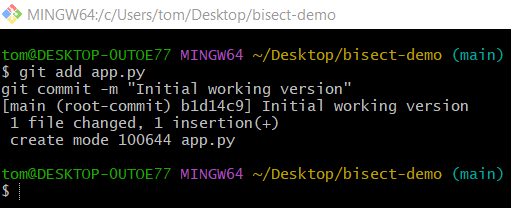 MINGW64:/c/Users/tom/Desktop/bisect-demo
tom@DESKTOP-OUTOE77 MINGW64 ~/Desktop/bisect-demo (main)
$ git add app.py
git commit -m "Initial working version"
[main (root-commit) b1d14c9] Initial working version
 1 file changed, 1 insertion(+)
 create mode 100644 app.py
tom@DESKTOP-OUTOE77 MINGW64 ~/Desktop/bisect-demo (main)
$